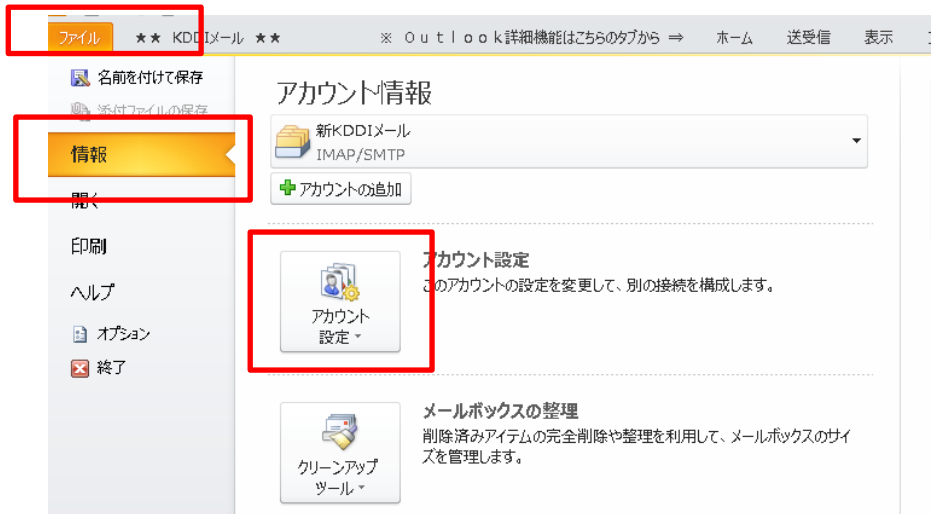 ファイル ★★ KDDIメール ★★ ※ Ｏｕｔｌｏｏｋ詳細機能はこちらのタブから ⇒ ホーム 送受信 表示
名前を付けて保存
添付ファイルの保存
情報
開く
印刷
ヘルプ
オプション
終了
アカウント情報
新KDDIメール
IMAP/SMTP
アカウントの追加
アカウント
設定
アカウント設定
このアカウントの設定を変更して、別の接続を構成します。
クリーンアップ
ツール
メールボックスの整理
削除済みアイテムの完全削除や整理を利用して、メールボックスのサイ
ズを管理します。